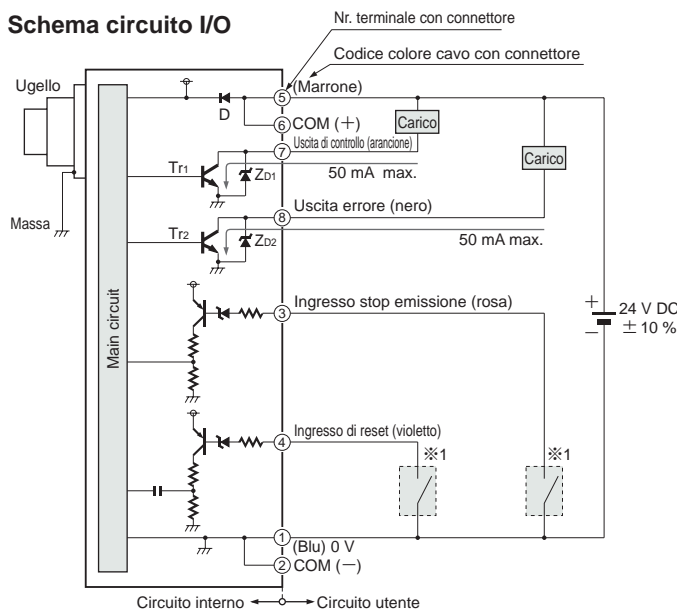 Schema circuito I/O
Nr. terminale con connettore
Codice colore cavo con connettore
Ugello
5 (Marrone)
D
6 COM (+)
Carico
7 Uscita di controllo (arancione)
Tr1
ZD1
50 mA max.
Carico
Massa
8 Uscita errore (nero)
Tr2
ZD2
50 mA max.
Main circuit
3 Ingresso stop emissione (rosa)
+ 24 V DC
− ± 10 %
4 Ingresso di reset (violetto)
※1
※1
1
(Blu) 0 V
2 COM (−)
Circuito interno
Circuito utente